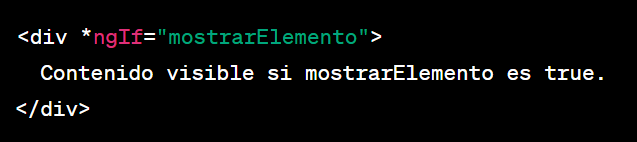 <div *ngIf="mostrarElemento">
Contenido visible si mostrarElemento es true.
</div>